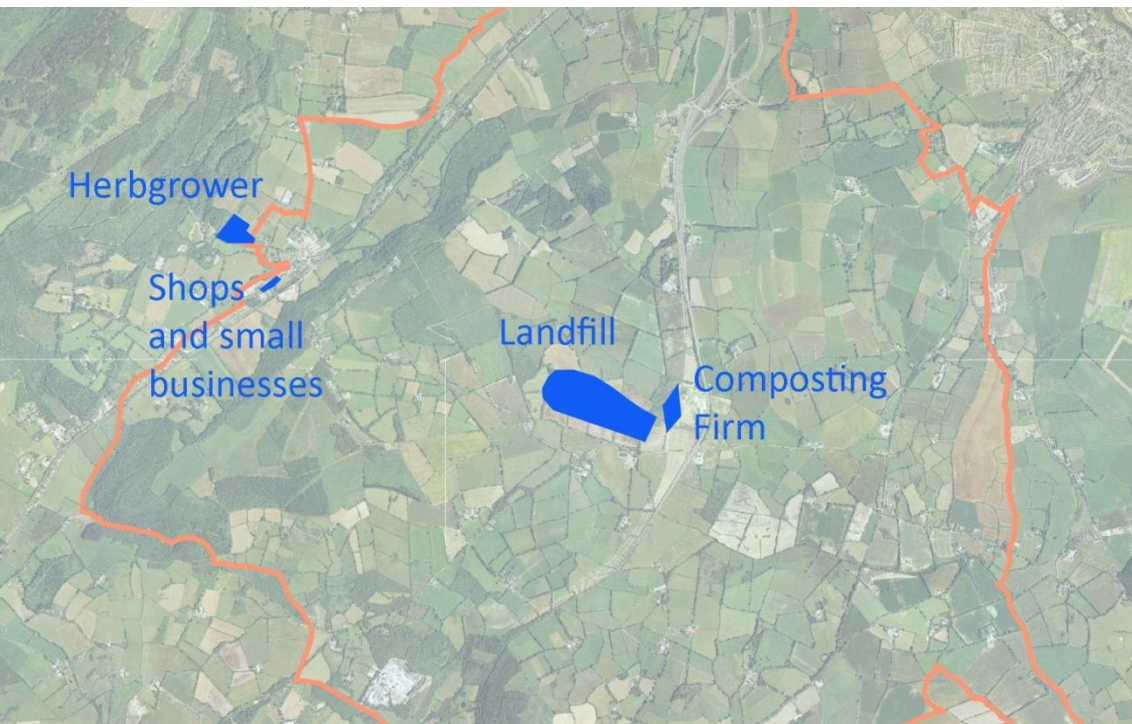 Herbgrower
Shops
and small
businesses
Landfill
Composting
Firm